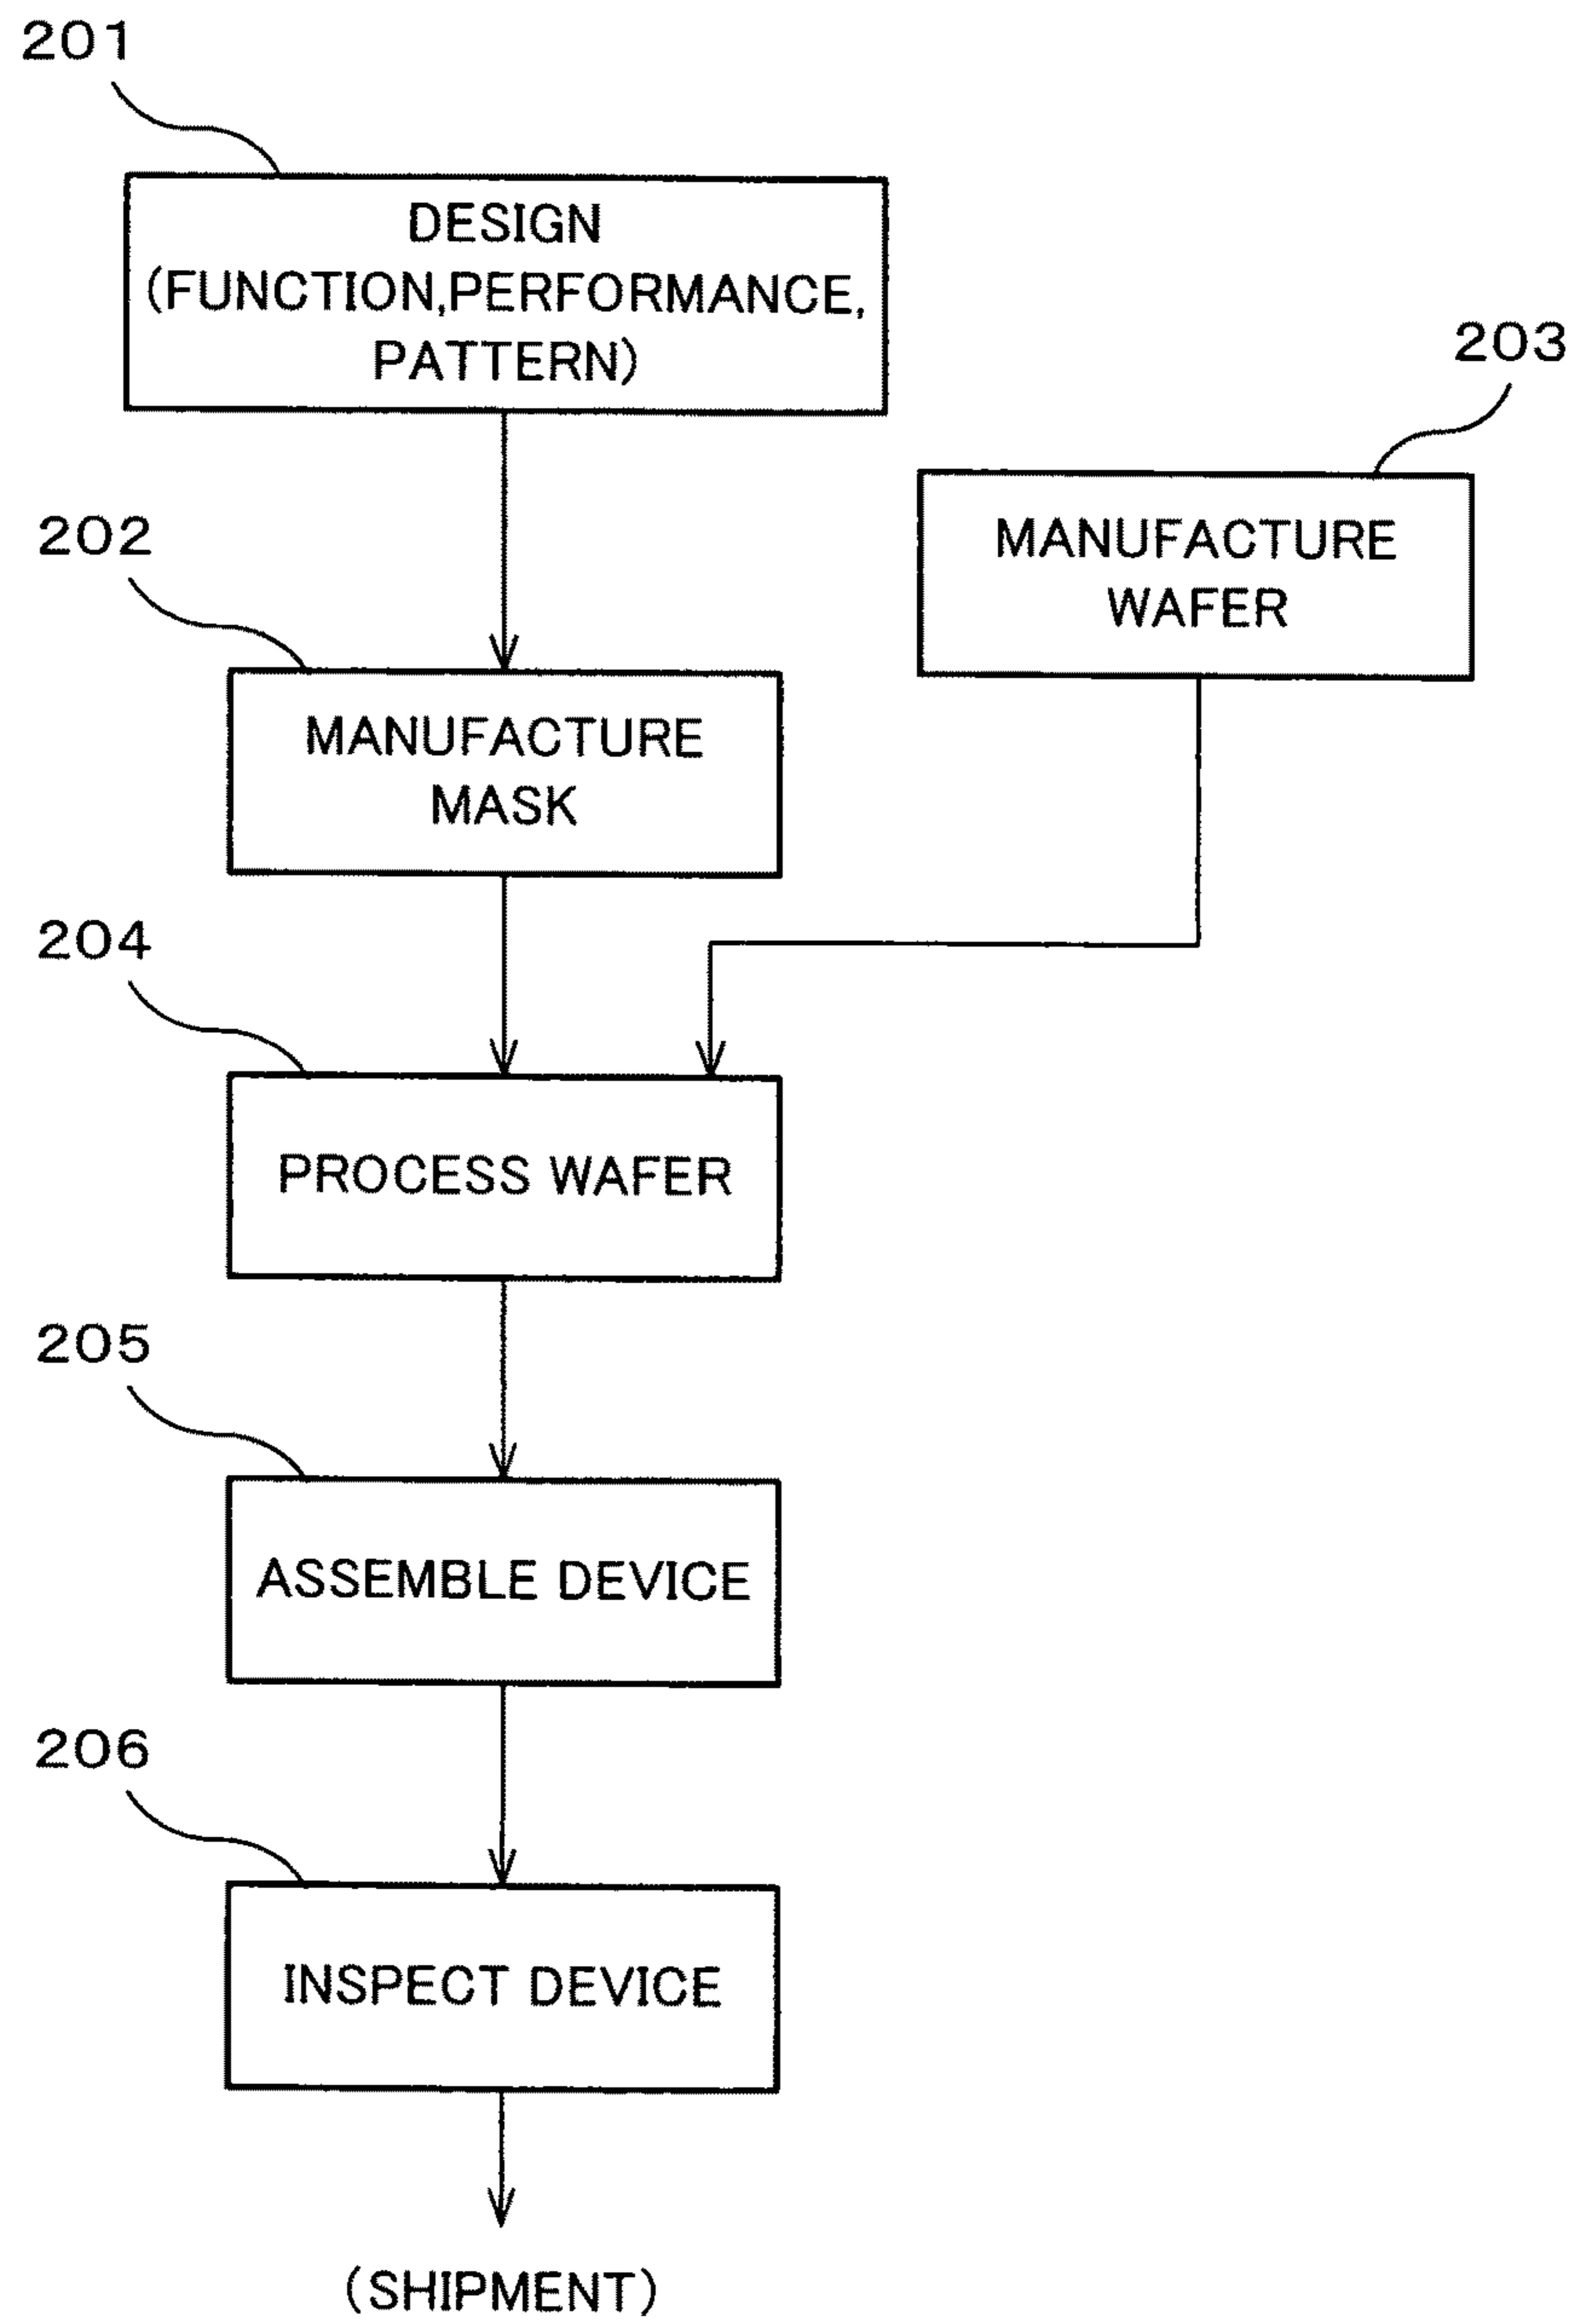 201
DESIGN
(FUNCTION,PERFORMANCE,
PATTERN)
203
MANUFACTURE
WAFER
202
MANUFACTURE
MASK
204
PROCESS WAFER
205
ASSEMBLE DEVICE
206
INSPECT DEVICE
(SHIPMENT)